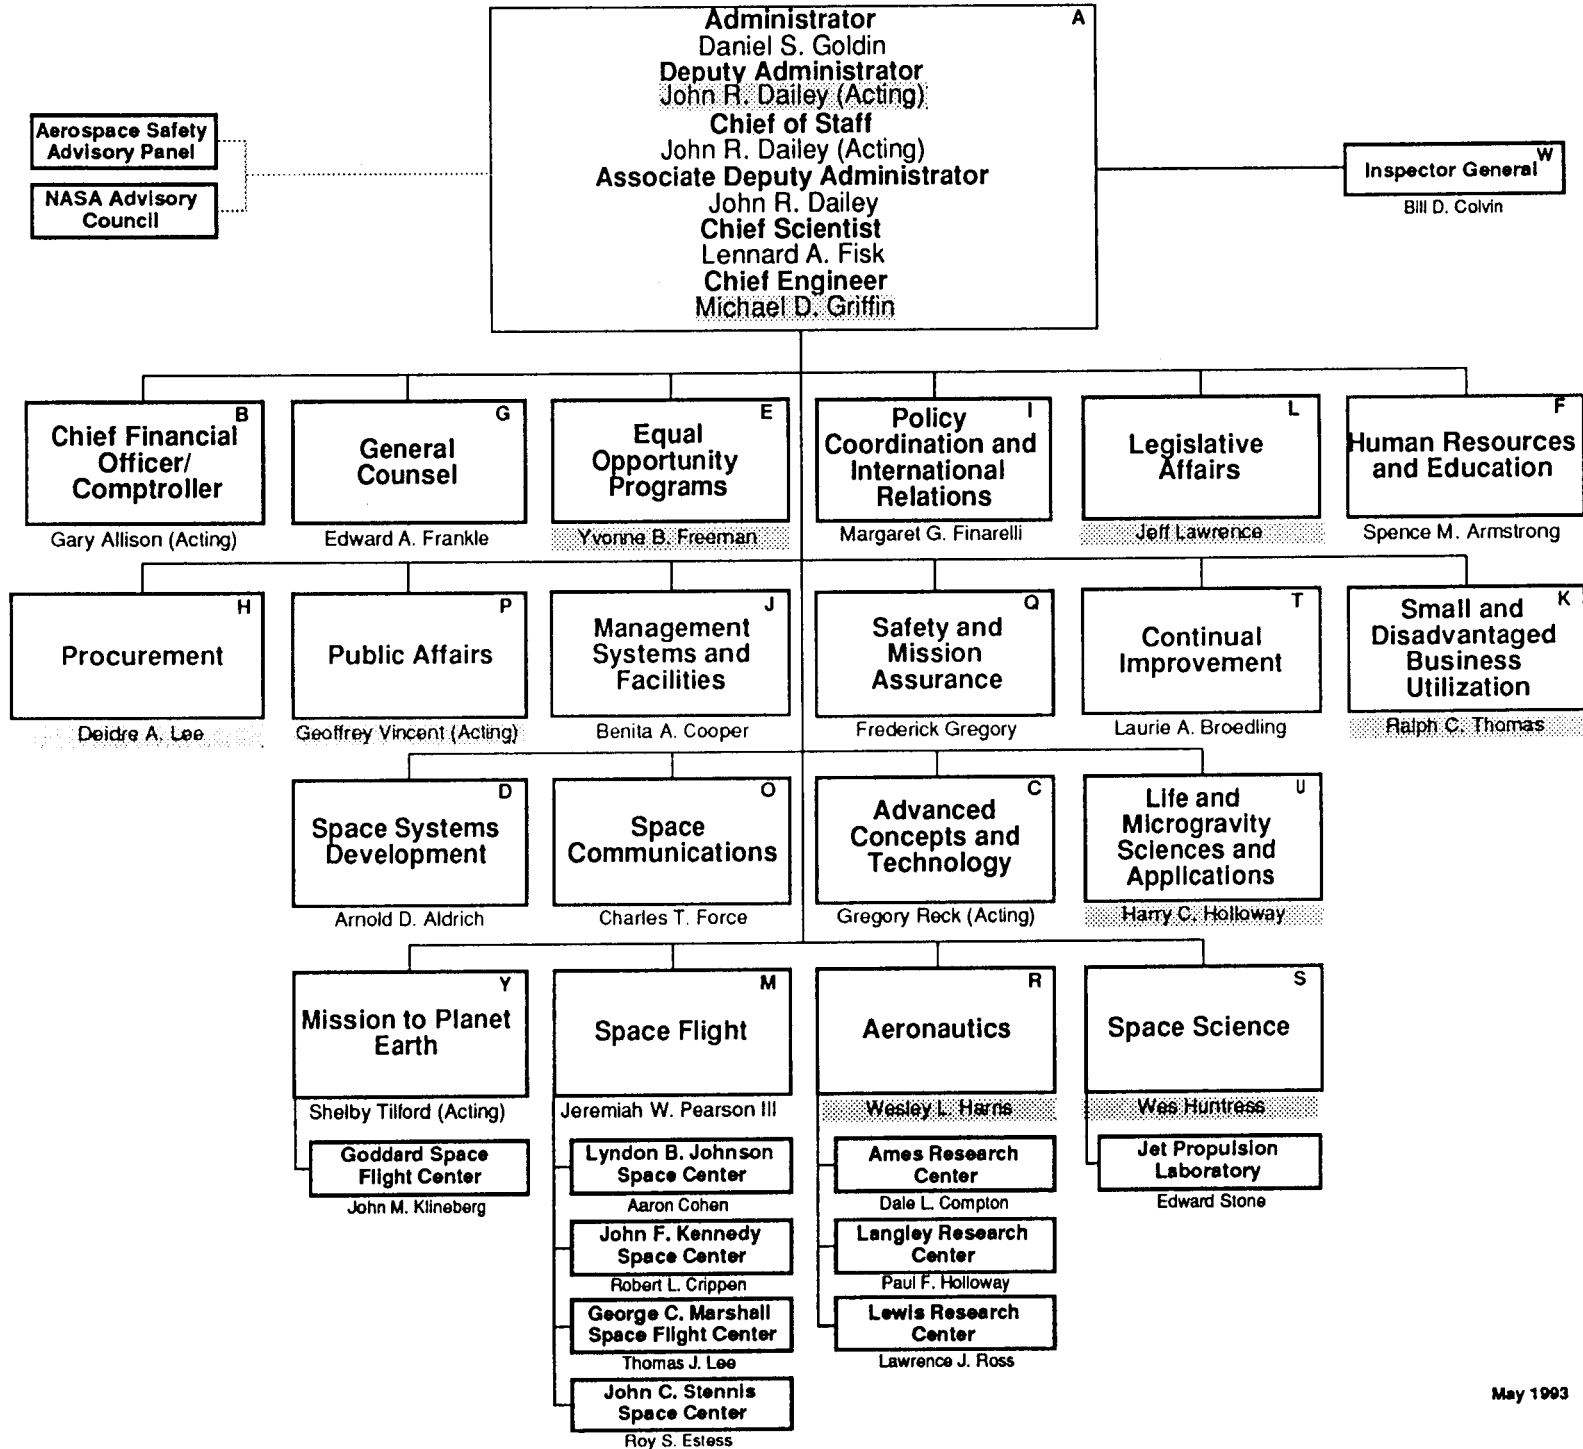 Administrator
A
Daniel S. Goldin
Deputy Administrator
John R. Dailey (Acting)
Chief of Staff
John R. Dailey (Acting)
Associate Deputy Administrator
John R. Dailey
Chief Scientist
Lennard A. Fisk
Chief Engineer
Michael D. Griffin
Aerospace Safety
Advisory Panel
NASA Advisory
Council
Inspector General
W
Bill D. Colvin
B
Chief Financial
Officer/
Comptroller
Gary Allison (Acting)
G
General
Counsel
Edward A. Frankle
E
Equal
Opportunity
Programs
Yvonne B. Freeman
I
Policy
Coordination and
International
Relations
Margaret G. Finarelli
L
Legislative
Affairs
Jeff Lawrence
F
Human Resources
and Education
Spence M. Armstrong
H
Procurement
Deidre A. Lee
P
Public Affairs
Geoffrey Vincent (Acting)
J
Management
Systems and
Facilities
Benita A. Cooper
Q
Safety and
Mission
Assurance
Frederick Gregory
T
Continual
Improvement
Laurie A. Broedling
K
Small and
Disadvantaged
Business
Utilization
Ralph C. Thomas
D
Space Systems
Development
Arnold D. Aldrich
O
Space
Communications
Charles T. Force
C
Advanced
Concepts and
Technology
Gregory Reck (Acting)
U
Life and
Microgravity
Sciences and
Applications
Harry C. Holloway
Y
Mission to Planet
Earth
Shelby Tilford (Acting)
Goddard Space
Flight Center
John M. Klineberg
M
Space Flight
Jeremiah W. Pearson III
Lyndon B. Johnson
Space Center
Aaron Cohen
John F. Kennedy
Space Center
Robert L. Crippen
George C. Marshall
Space Flight Center
Thomas J. Lee
John C. Stennis
Space Center
Roy S. Estess
R
Aeronautics
Wesley L. Harris
Ames Research
Center
Dale L. Compton
Langley Research
Center
Paul F. Holloway
Lewis Research
Center
Lawrence J. Ross
S
Space Science
Wes Huntress
Jet Propulsion
Laboratory
Edward Stone
May 1993